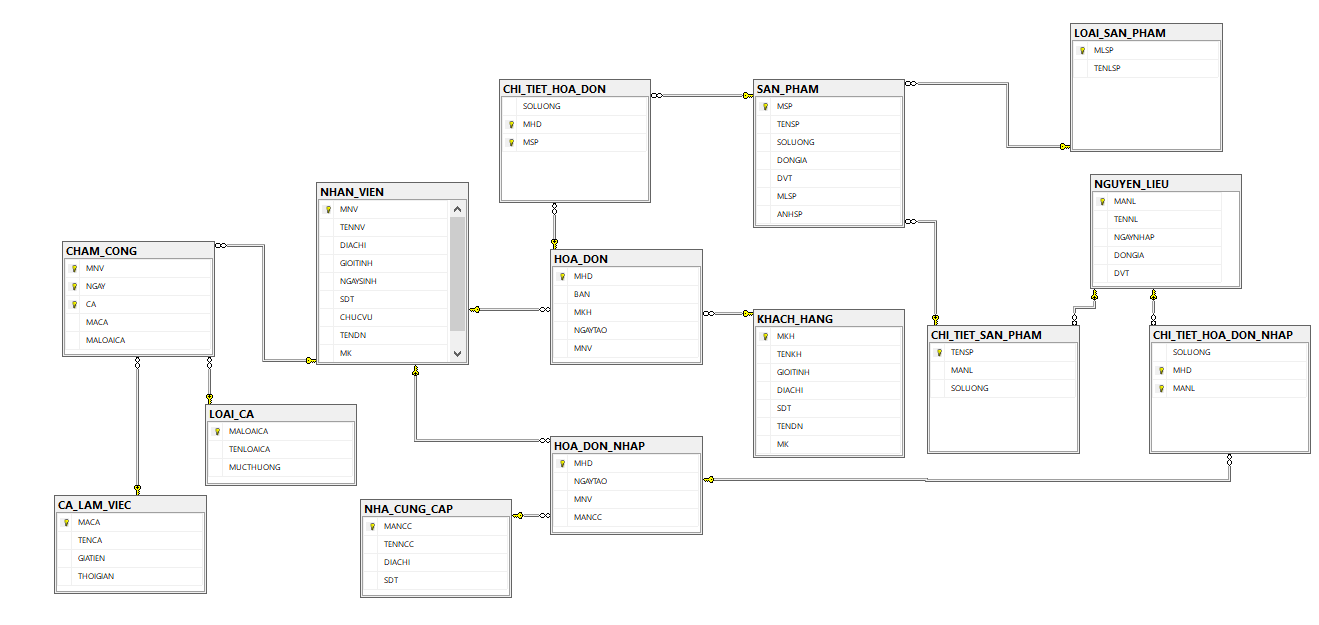 LOAI_SAN_PHAM
MLSP
TENLSP
CHI_TIET_HOA_DON
SOLUONG
MHD
MSP
SAN_PHAM
MSP
TENSP
SOLUONG
DONGIA
DVT
MLSP
ANHSP
NGUYEN_LIEU
MANL
TENNL
NGAYNHAP
DONGIA
DVT
NHAN_VIEN
MNV
TENNV
DIACHI
GIOITINH
NGAYSINH
SDT
CHUCVU
TENDN
MK
CHAM_CONG
MNV
NGAY
CA
MACA
MALOAICA
HOA_DON
MHD
BAN
MKH
NGAYTAO
MNV
KHACH_HANG
MKH
TENKH
GIOITINH
DIACHI
SDT
TENDN
MK
CHI_TIET_SAN_PHAM
TENSP
MANL
SOLUONG
CHI_TIET_HOA_DON_NHAP
SOLUONG
MHD
MANL
LOAI_CA
MALOAICA
TENLOAICA
MUCTHUONG
HOA_DON_NHAP
MHD
NGAYTAO
MNV
MANCC
CA_LAM_VIEC
MACA
TENCA
GIATIEN
THOIGIAN
NHA_CUNG_CAP
MANCC
TENNCC
DIACHI
SDT